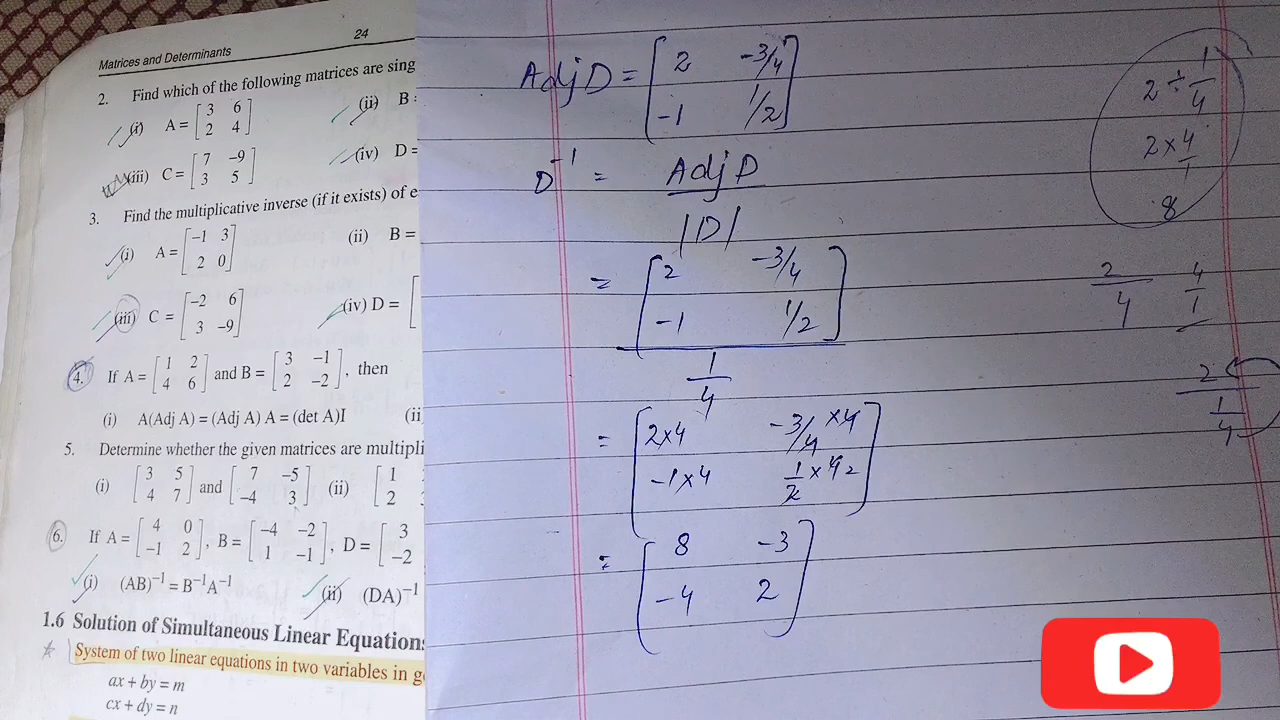 Matrices and Determinants 24
2. Find which of the following matrices are sing
(i) A = [3 6
2 4] (ii) B =
(iii) C = [7 -9
3 5] (iv) D =
3. Find the multiplicative inverse (if it exists) of e
(i) A = [-1 3
2 0] (ii) B =
(iii) C = [-2 6
3 -9] (iv) D = [
4. If A = [1 2
4 6] and B = [3 -1
2 -2], then
(i) A(Adj A) = (Adj A) A = (det A)I (ii
5. Determine whether the given matrices are multipli
(i) [3 5
4 7] and [7 -5
-4 3] (ii) [1
2
6. If A = [4 0
-1 2], B = [-4 -2
1 -1], D = [3
-2
(i) (AB)⁻¹ = B⁻¹A⁻¹ (ii) (DA)⁻¹
1.6 Solution of Simultaneous Linear Equations
System of two linear equations in two variables in g
ax + by = m
cx + dy = n
Adj D = [2 -3/4
-1 1/2]
D⁻¹ = Adj D
|D|
= [2 -3/4
-1 1/2]
1
4
= [2×4 -3/4 ×4
-1×4 1/2 ×4 2]
= [8 -3
-4 2]
2 ÷ 1/4
2 × 4/1
8
2/4 4/1
2
1
4